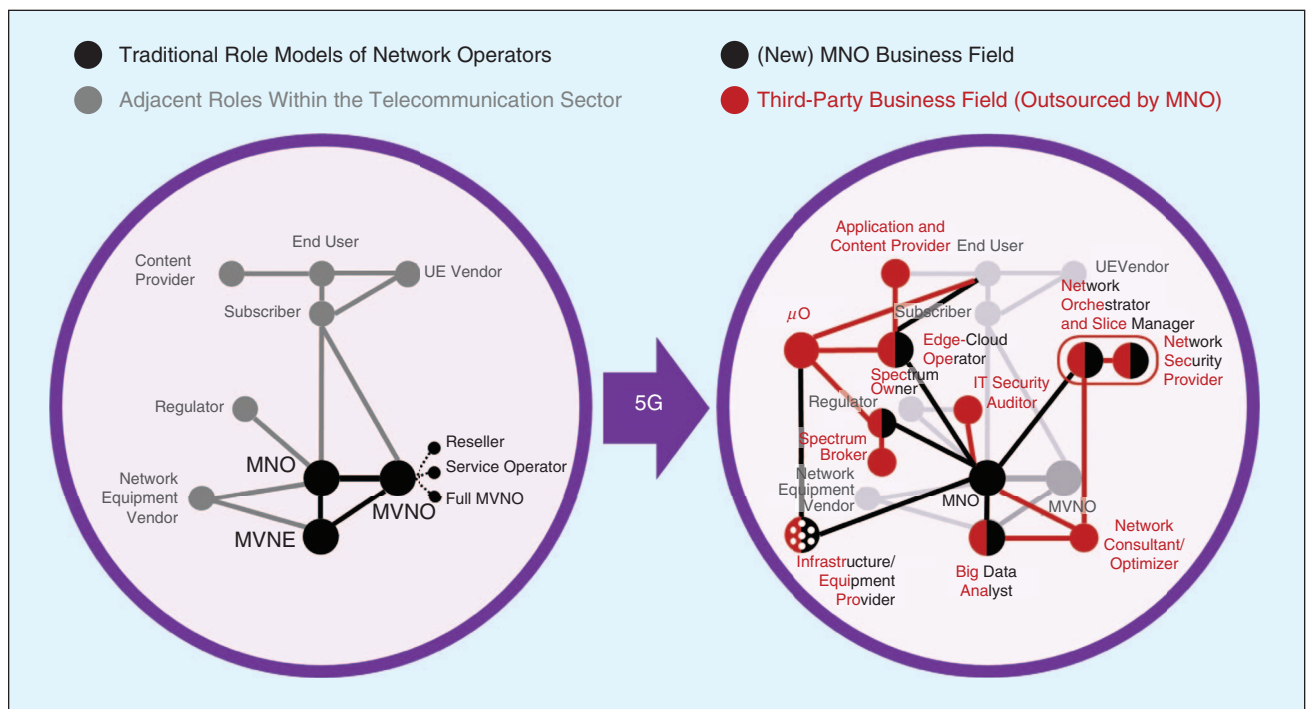 Traditional Role Models of Network Operators
Adjacent Roles Within the Telecommunication Sector
(New) MNO Business Field
Third-Party Business Field (Outsourced by MNO)
End User
Content
Provider
UE Vendor
Subscriber
Regulator
MNO
Reseller
Service Operator
Full MVNO
MVNO
Network
Equipment
Vendor
MVNE
5G
Application and
Content Provider
End User
UEVendor
Network
Orchestrator
and Slice Manager
µO
Subscriber
Edge-Cloud
Operator
Network
Security
Provider
Spectrum
Owner
IT Security
Auditor
Regulator
Spectrum
Broker
Network
Equipment
Vendor
MNO
MVNO
Infrastructure/
Equipment
Provider
Big Data
Analyst
Network
Consultant/
Optimizer